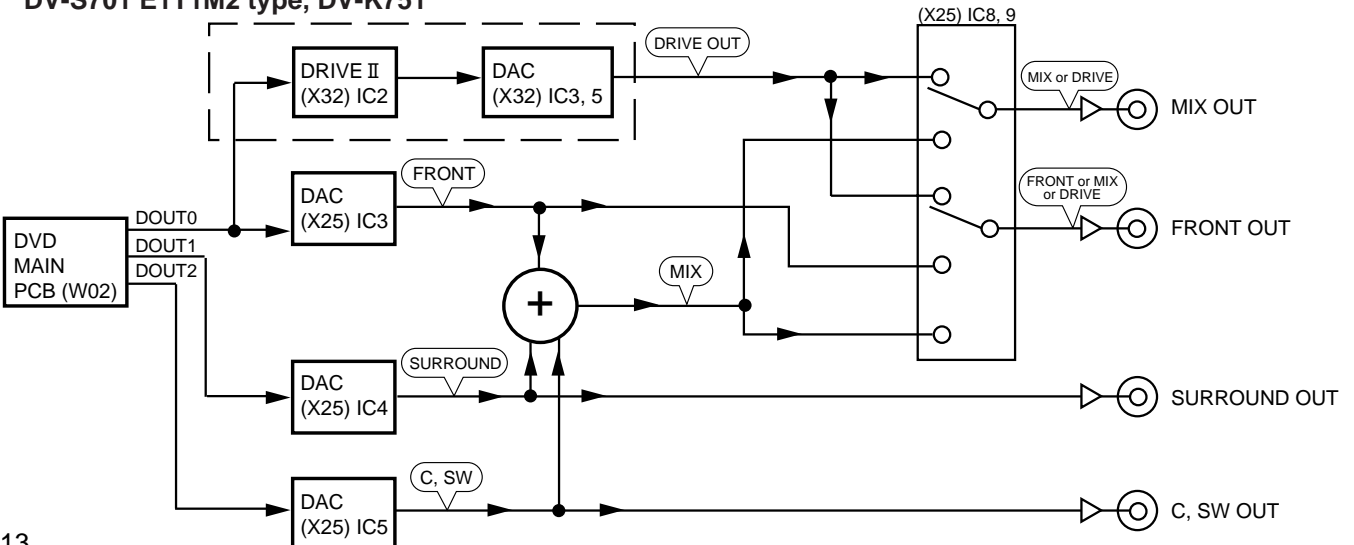 DV-S701 E111M2 type, DV-K751
(X25) IC8, 9
DRIVE II
(X32) IC2
DAC
(X32) IC3, 5
DRIVE OUT
MIX or DRIVE
MIX OUT
DAC
(X25) IC3
FRONT
FRONT or MIX
or DRIVE
FRONT OUT
DVD
MAIN
PCB (W02)
DOUT0
DOUT1
DOUT2
+
MIX
DAC
(X25) IC4
SURROUND
SURROUND OUT
DAC
(X25) IC5
C, SW
C, SW OUT
13